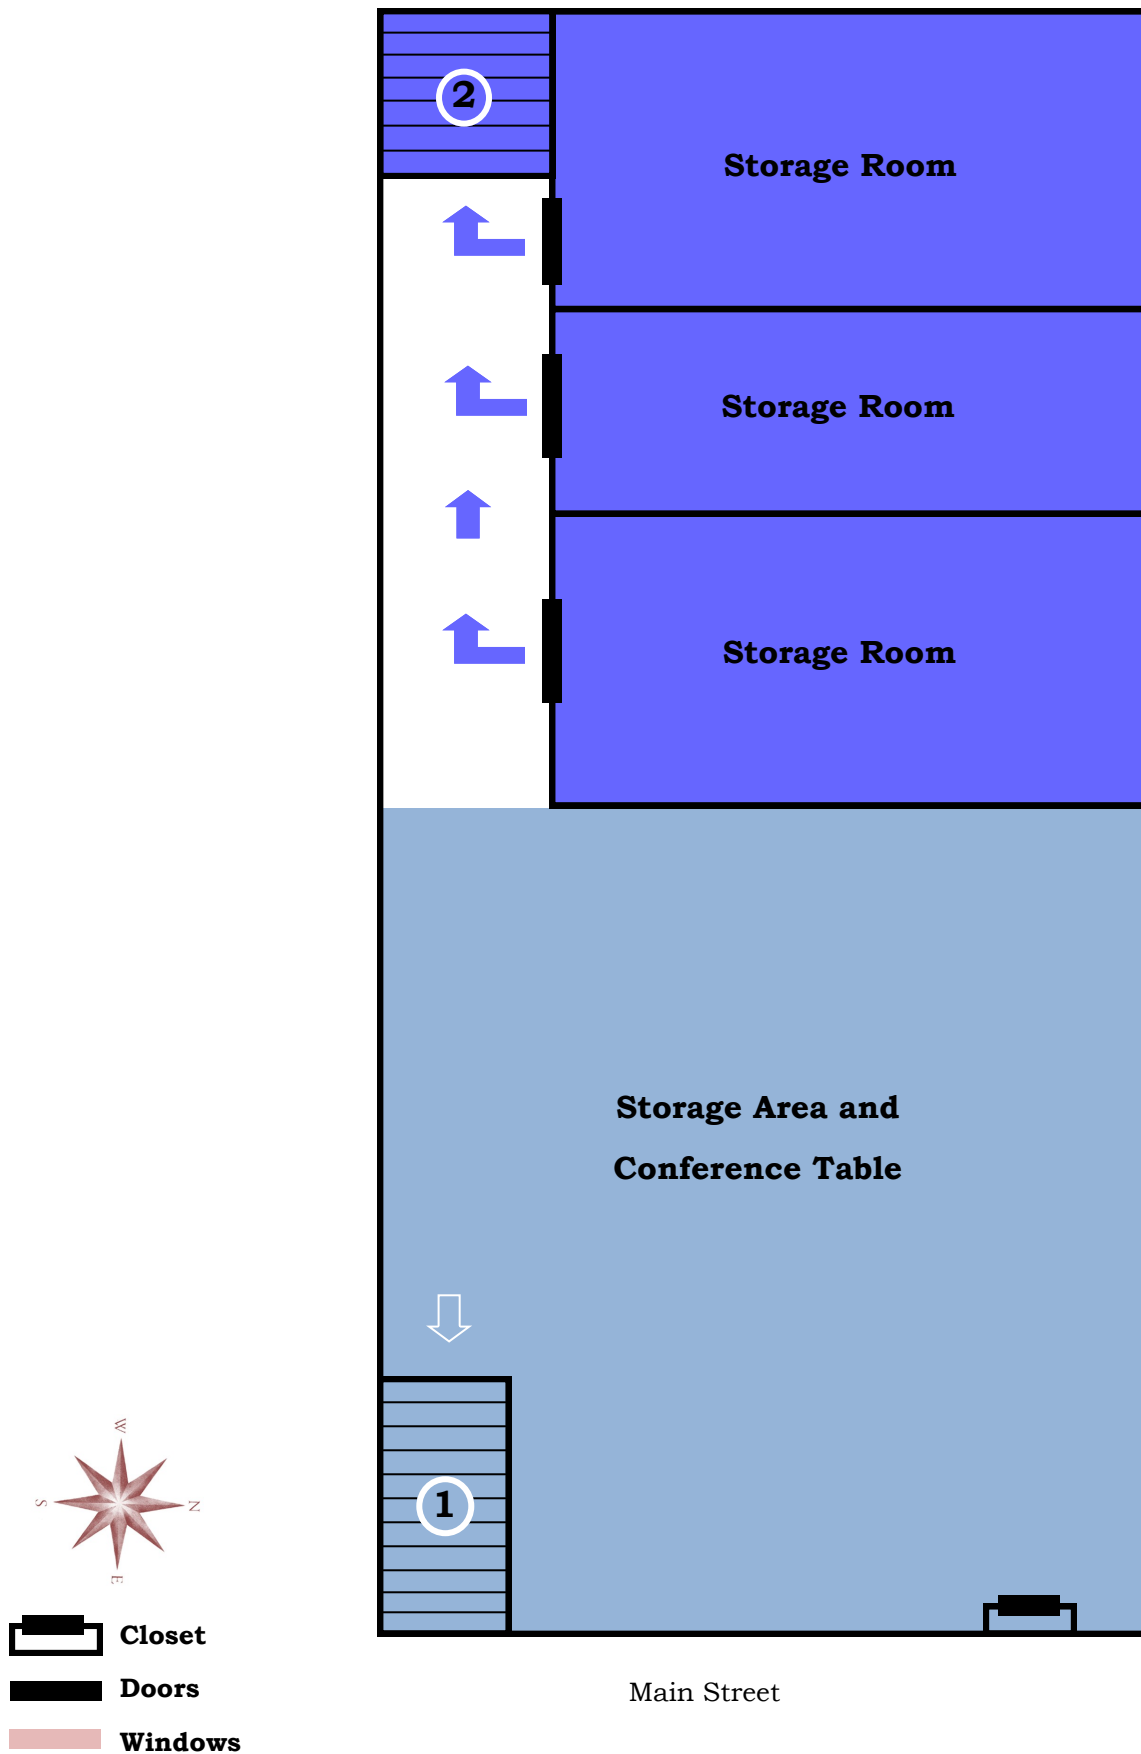 2
Storage Room
Storage Room
Storage Room
Storage Area and
Conference Table
1
W
S
N
E
Closet
Doors
Main Street
Windows